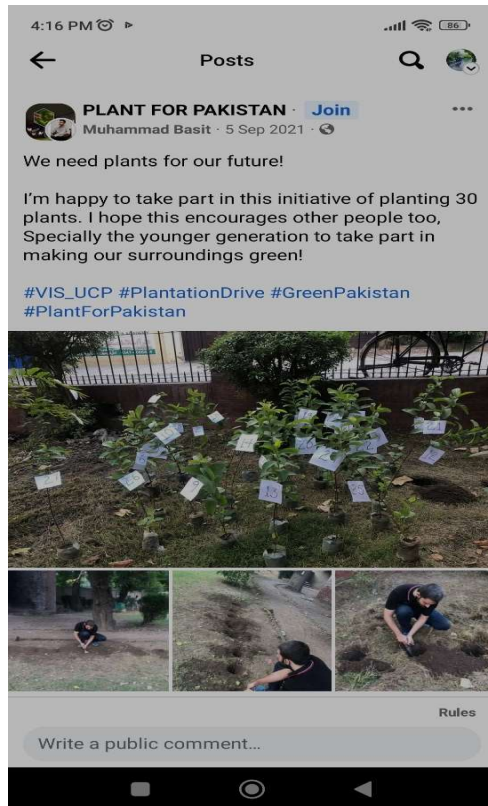 4:16 PM
86
Posts
PLANT FOR PAKISTAN · Join
Muhammad Basit · 5 Sep 2021 ·
We need plants for our future!
I'm happy to take part in this initiative of planting 30
plants. I hope this encourages other people too,
Specially the younger generation to take part in
making our surroundings green!
#VIS_UCP #PlantationDrive #GreenPakistan
#PlantForPakistan
21
13
Rules
Write a public comment...